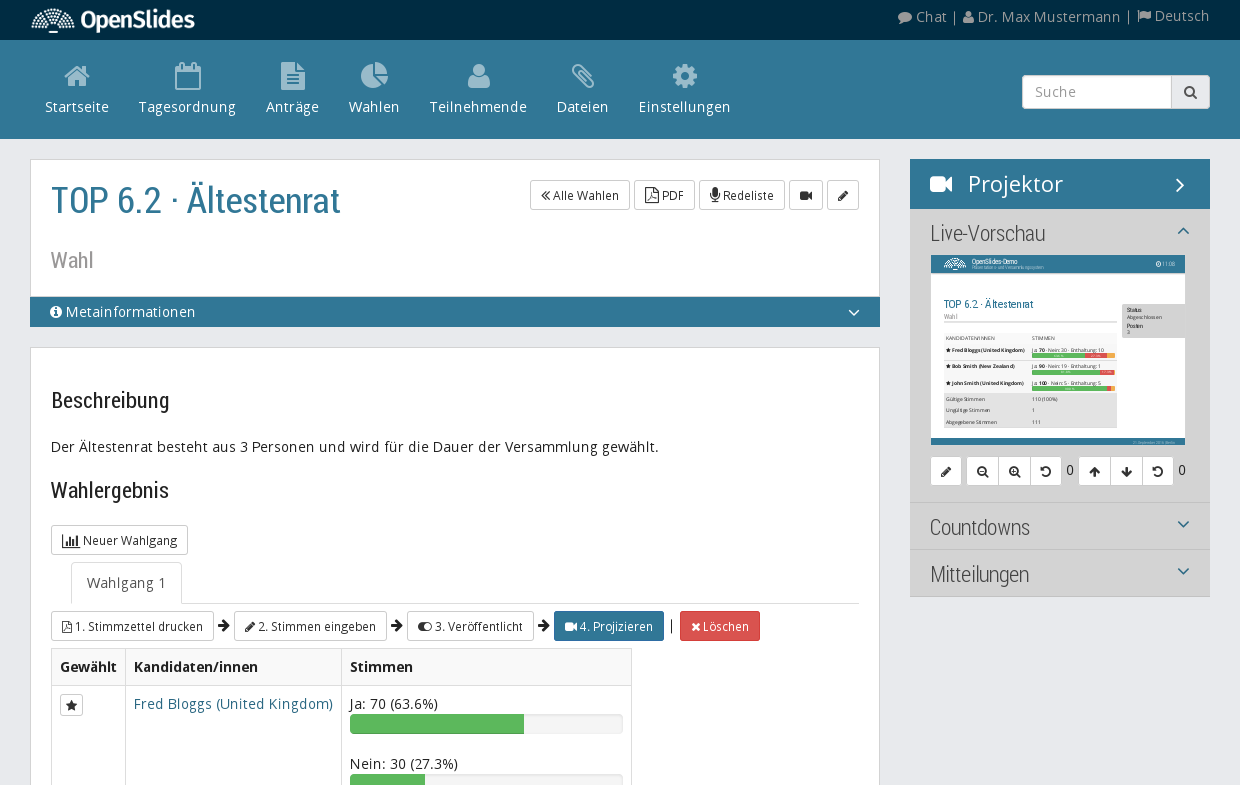 OpenSlides
Chat | Dr. Max Mustermann | Deutsch
Startseite Tagesordnung Anträge Wahlen Teilnehmende Dateien Einstellungen
Suche
TOP 6.2 · Ältestenrat
Alle Wahlen PDF Redeliste
Wahl
Metainformationen
Beschreibung
Der Ältestenrat besteht aus 3 Personen und wird für die Dauer der Versammlung gewählt.
Wahlergebnis
Neuer Wahlgang
Wahlgang 1
1. Stimmzettel drucken 2. Stimmen eingeben 3. Veröffentlicht 4. Projizieren | Löschen
Gewählt Kandidaten/innen Stimmen
Fred Bloggs (United Kingdom) Ja: 70 (63.6%)
Nein: 30 (27.3%)
Projektor
Live-Vorschau
OpenSlides-Demo
11:08
TOP 6.2 · Ältestenrat
Wahl
Status
Abgeschlossen
Posten
3
KANDIDATEN/INNEN STIMMEN
Fred Bloggs (United Kingdom) Ja: 70 · Nein: 30 · Enthaltung: 10
Bob Smith (New Zealand) Ja: 90 · Nein: 19 · Enthaltung: 1
John Smith (United Kingdom) Ja: 100 · Nein: 5 · Enthaltung: 5
Gültige Stimmen 110 (100%)
Ungültige Stimmen 1
Abgegebene Stimmen 111
0 0
Countdowns
Mitteilungen